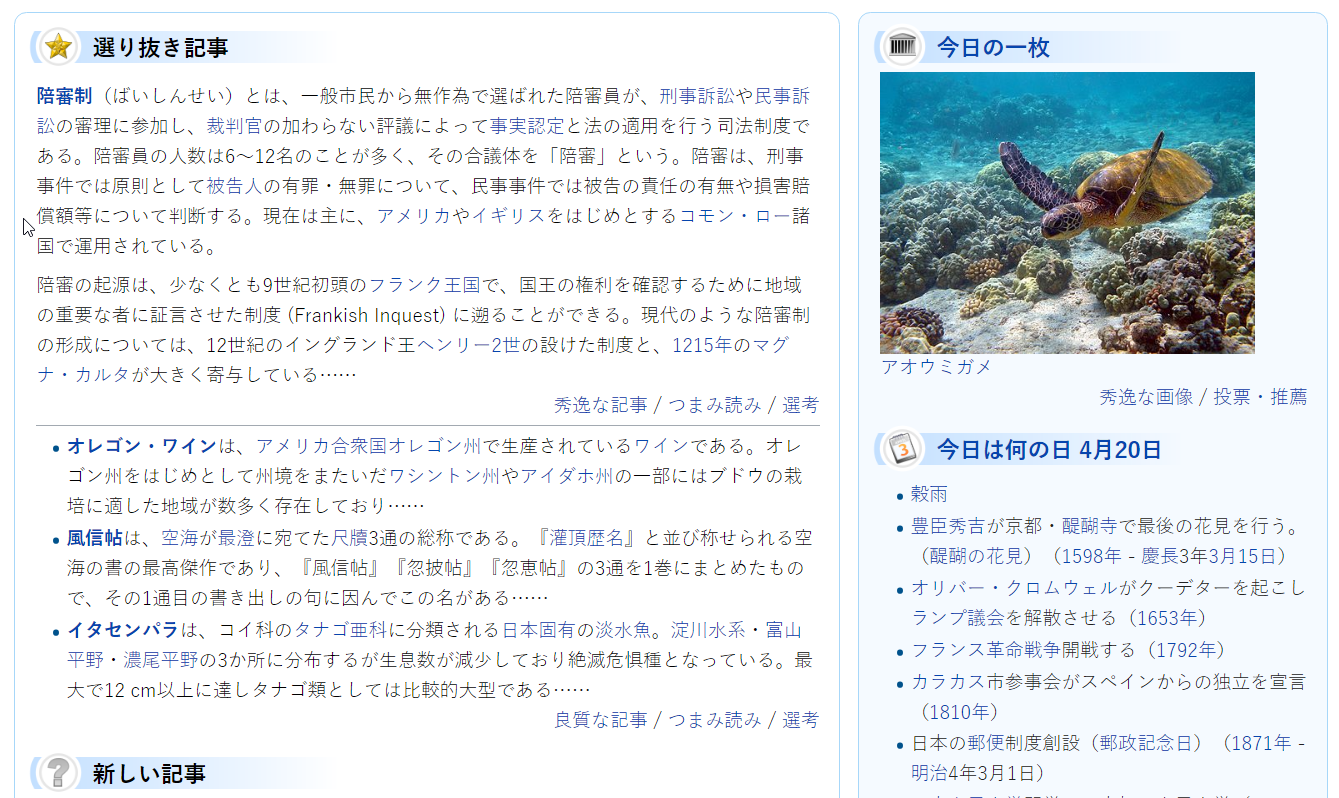 選り抜き記事
陪審制（ばいしんせい）とは、一般市民から無作為で選ばれた陪審員が、刑事訴訟や民事訴
訟の審理に参加し、裁判官の加わらない評議によって事実認定と法の適用を行う司法制度で
ある。陪審員の人数は6～12名のことが多く、その合議体を「陪審」という。陪審は、刑事
事件では原則として被告人の有罪・無罪について、民事事件では被告の責任の有無や損害賠
償額等について判断する。現在は主に、アメリカやイギリスをはじめとするコモン・ロー諸
国で運用されている。
陪審の起源は、少なくとも9世紀初頭のフランク王国で、国王の権利を確認するために地域
の重要な者に証言させた制度 (Frankish Inquest) に遡ることができる。現代のような陪審制
の形成については、12世紀のイングランド王ヘンリー2世の設けた制度と、1215年のマグ
ナ・カルタが大きく寄与している……
秀逸な記事 / つまみ読み / 選考
オレゴン・ワインは、アメリカ合衆国オレゴン州で生産されているワインである。オレ
ゴン州をはじめとして州境をまたいだワシントン州やアイダホ州の一部にはブドウの栽
培に適した地域が数多く存在しており……
風信帖は、空海が最澄に宛てた尺牘3通の総称である。『灌頂歴名』と並び称せられる空
海の書の最高傑作であり、『風信帖』『忽披帖』『忽恵帖』の3通を1巻にまとめたもの
で、その1通目の書き出しの句に因んでこの名がある……
イタセンパラは、コイ科のタナゴ亜科に分類される日本固有の淡水魚。淀川水系・富山
平野・濃尾平野の3か所に分布するが生息数が減少しており絶滅危惧種となっている。最
大で12 cm以上に達しタナゴ類としては比較的大型である……
良質な記事 / つまみ読み / 選考
新しい記事
今日の一枚
アオウミガメ
秀逸な画像 / 投票・推薦
今日は何の日 4月20日
穀雨
豊臣秀吉が京都・醍醐寺で最後の花見を行う。
（醍醐の花見）（1598年 - 慶長3年3月15日）
オリバー・クロムウェルがクーデターを起こし
ランプ議会を解散させる（1653年）
フランス革命戦争開戦する（1792年）
カラカス市参事会がスペインからの独立を宣言
（1810年）
日本の郵便制度創設（郵政記念日）（1871年 -
明治4年3月1日）